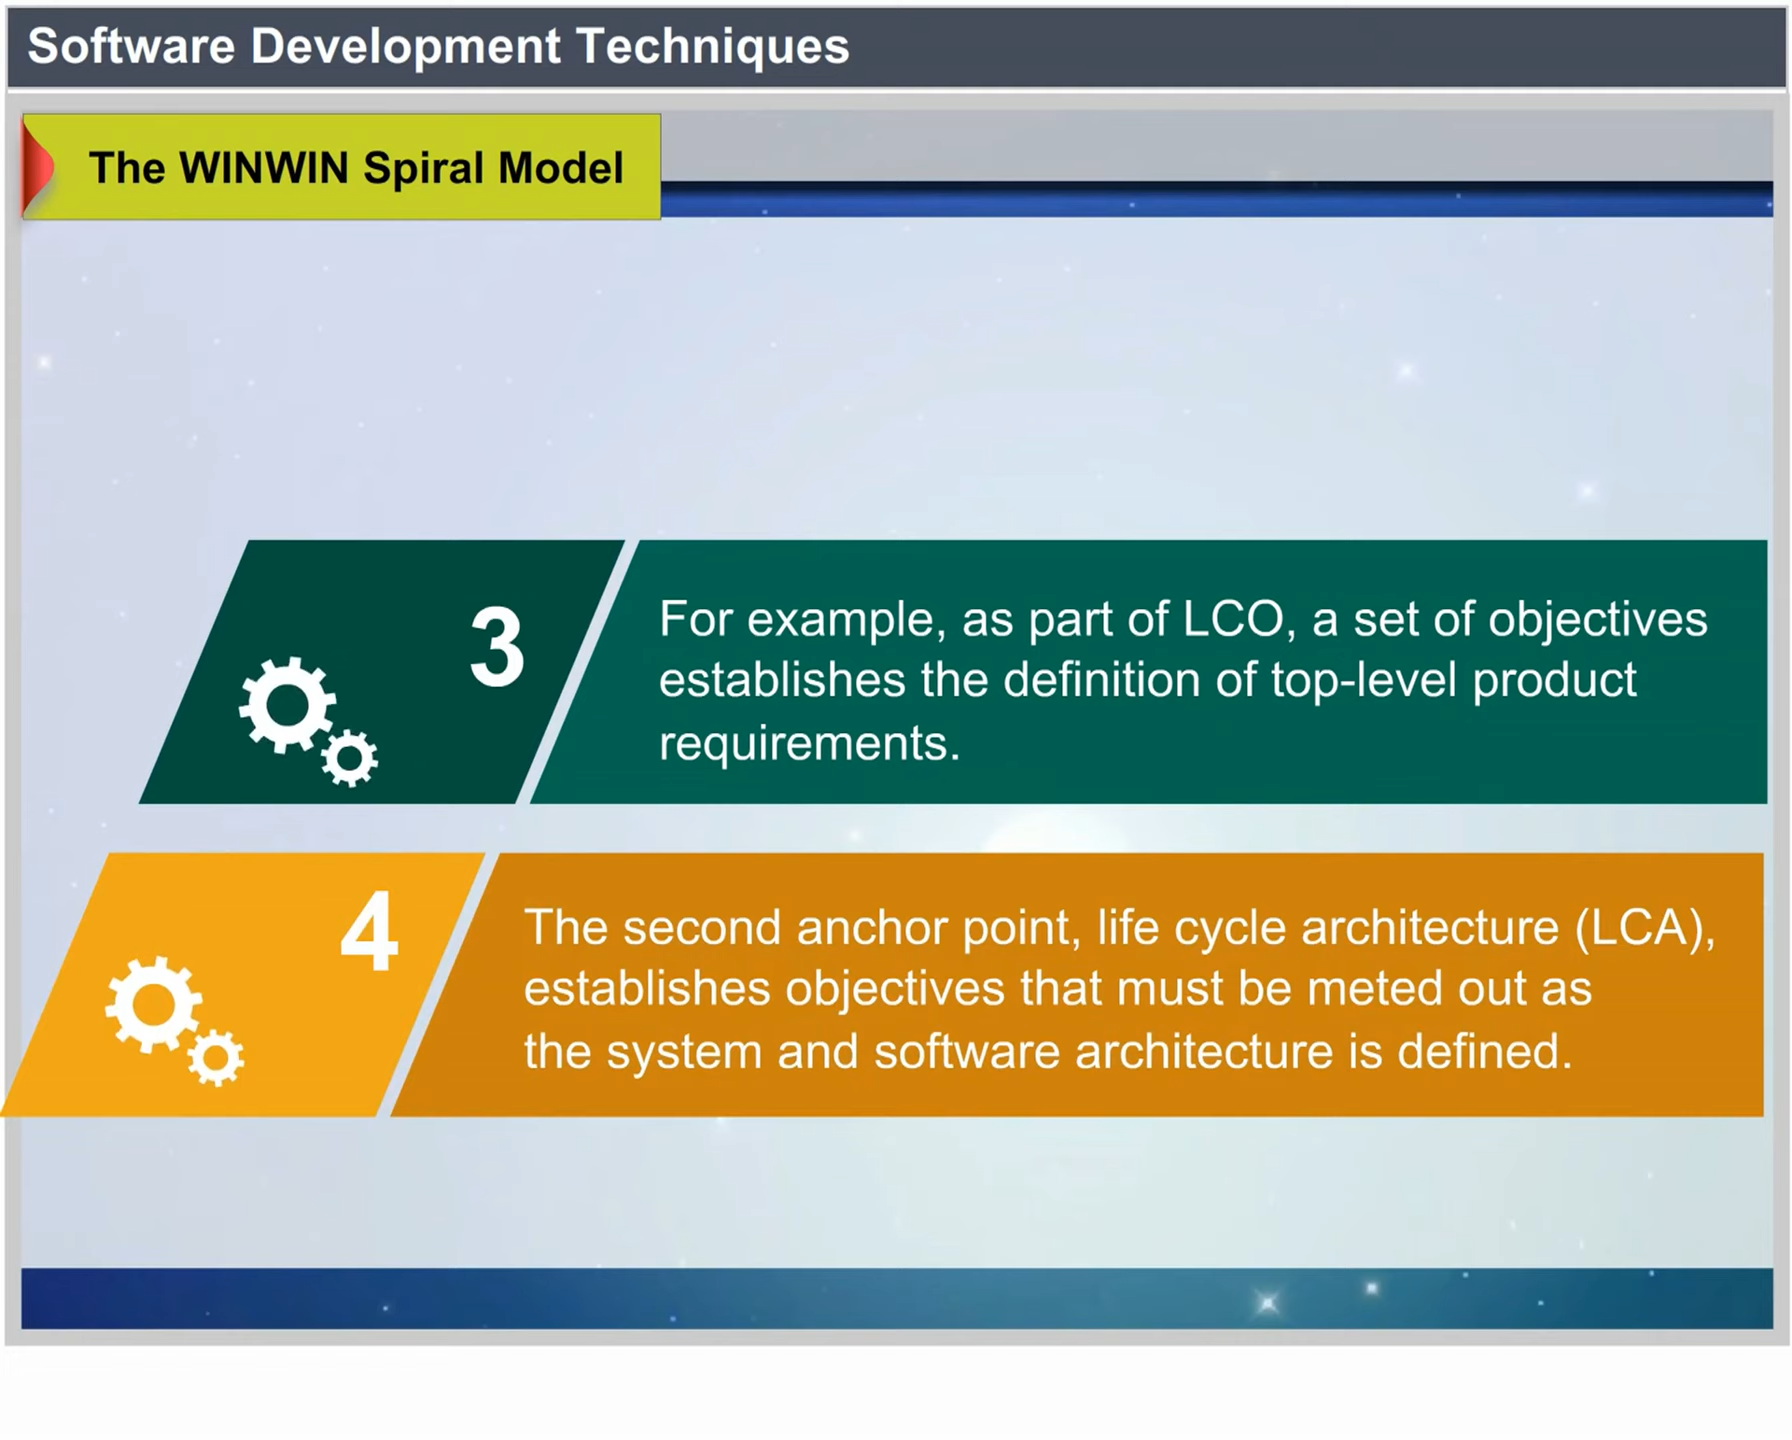 Software Development Techniques
The WINWIN Spiral Model
3
For example, as part of LCO, a set of objectives
establishes the definition of top-level product
requirements.
4
The second anchor point, life cycle architecture (LCA),
establishes objectives that must be meted out as
the system and software architecture is defined.